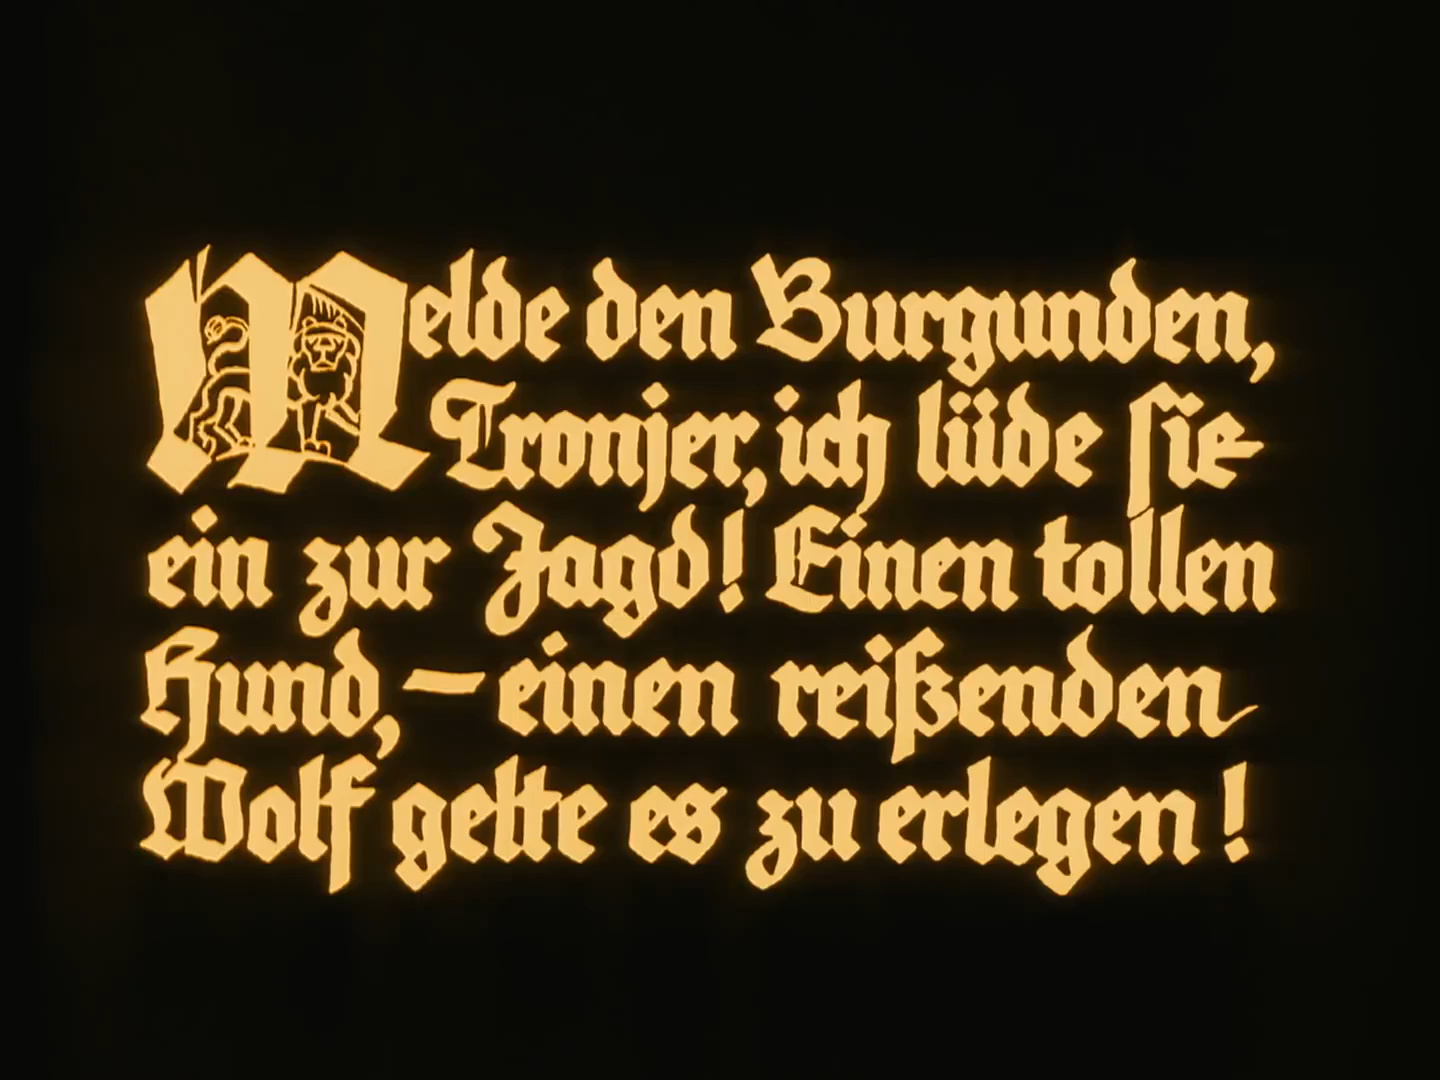 Melde den Burgunden,
Tronjer, ich lüde sie
ein zur Jagd! Einen tollen
Hund, – einen reißenden
Wolf gelte es zu erlegen!